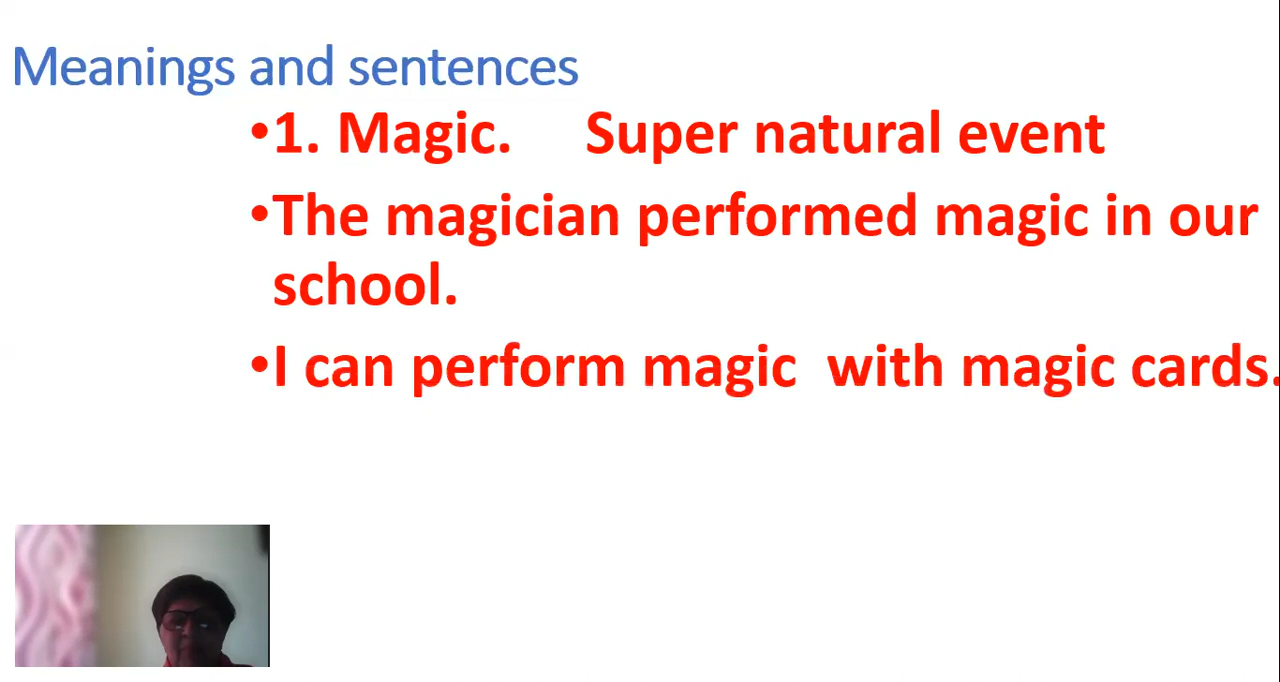 Meanings and sentences
•1. Magic. Super natural event
•The magician performed magic in our
school.
•I can perform magic with magic cards.